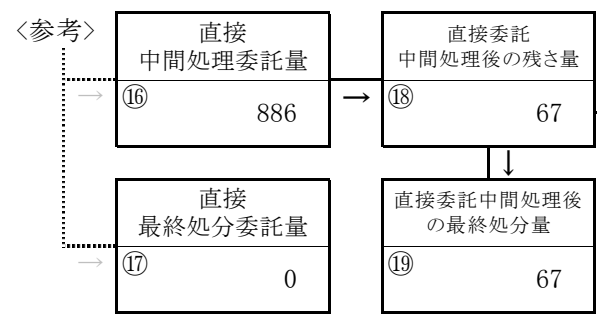 〈参考〉
直接
中間処理委託量
⑯
886
→
→
直接委託
中間処理後の残さ量
⑱
67
↓
直接
最終処分委託量
⑰
0
→
直接委託中間処理後
の最終処分量
⑲
67